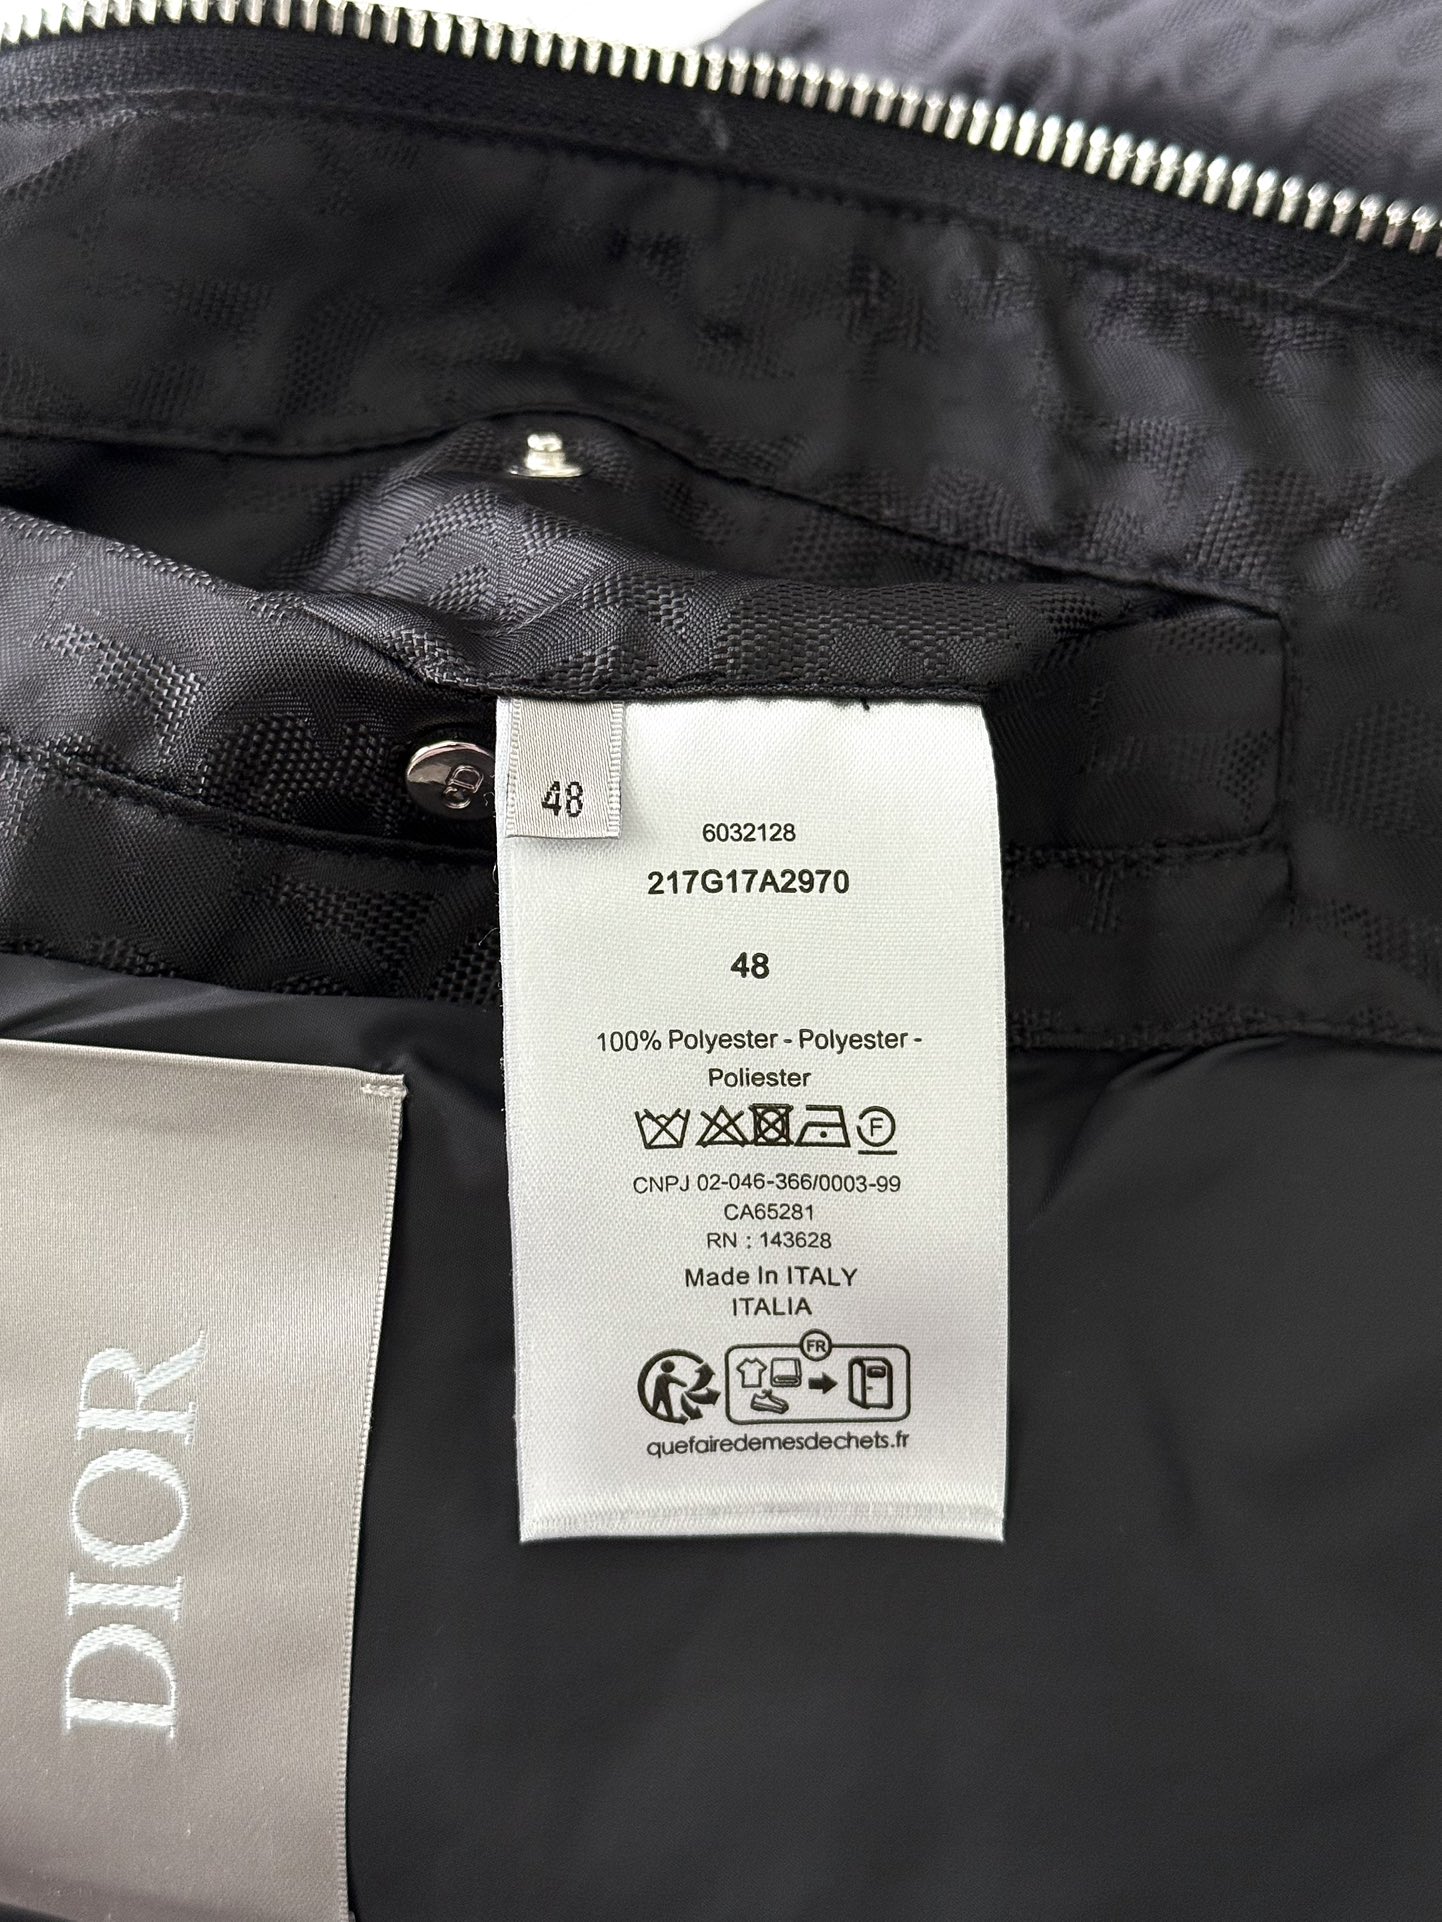 48
6032128
217G17A2970
48
100% Polyester - Polyester -
Poliester
F
CNPJ 02-046-366/0003-99
CA65281
RN : 143628
Made In ITALY
ITALIA
FR
quefairedemesdechets.fr
DIOR